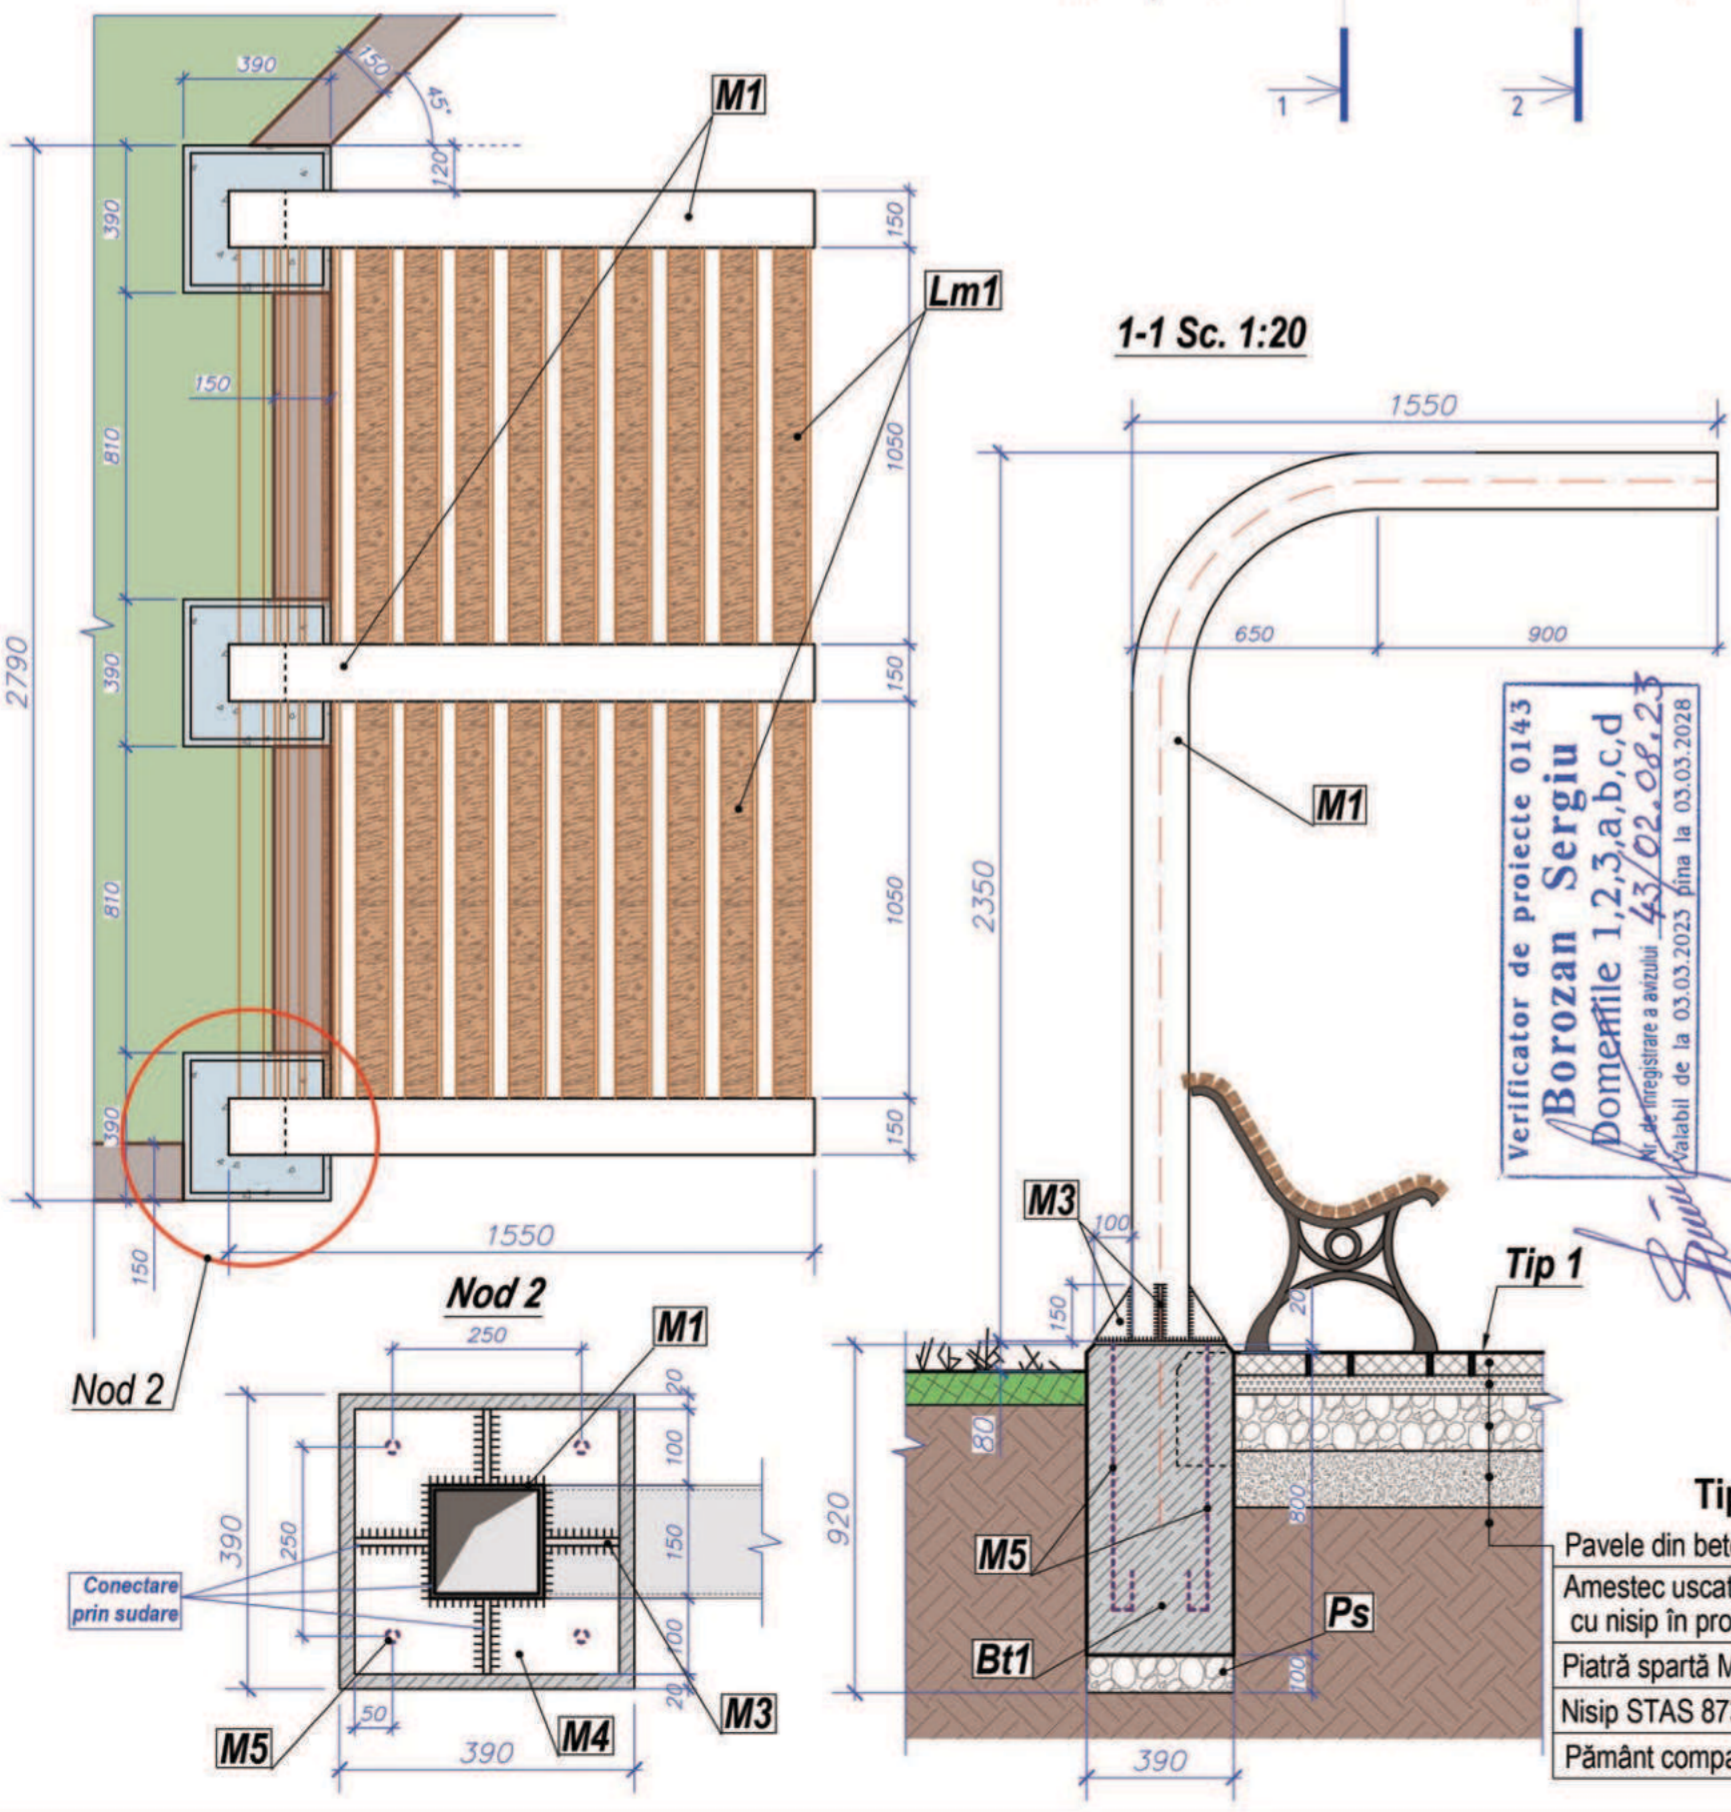 390
150
45°
M1
1
2
120
390
150
Lm1
1-1 Sc. 1:20
150
810
1050
1550
2790
650
900
390
150
M1
2350
Verificator de proiecte 0143
Borozan Sergiu
Domeniile 1,2,3,a,b,c,d
Nr. de înregistrare a avizului 43/02.08.23
Valabil de la 03.03.2023 pina la 03.03.2028
810
1050
390
150
150
1550
M3
100
150
20
Tip 1
Nod 2
Nod 2
250
M1
20
100
390
250
150
Conectare
prin sudare
100
20
50
M5
M4
M3
390
80
920
800
M5
Bt1
Ps
100
390
Tip
Pavele din bet
Amestec uscat
cu nisip în pro
Piatră spartă M
Nisip STAS 87
Pământ compa